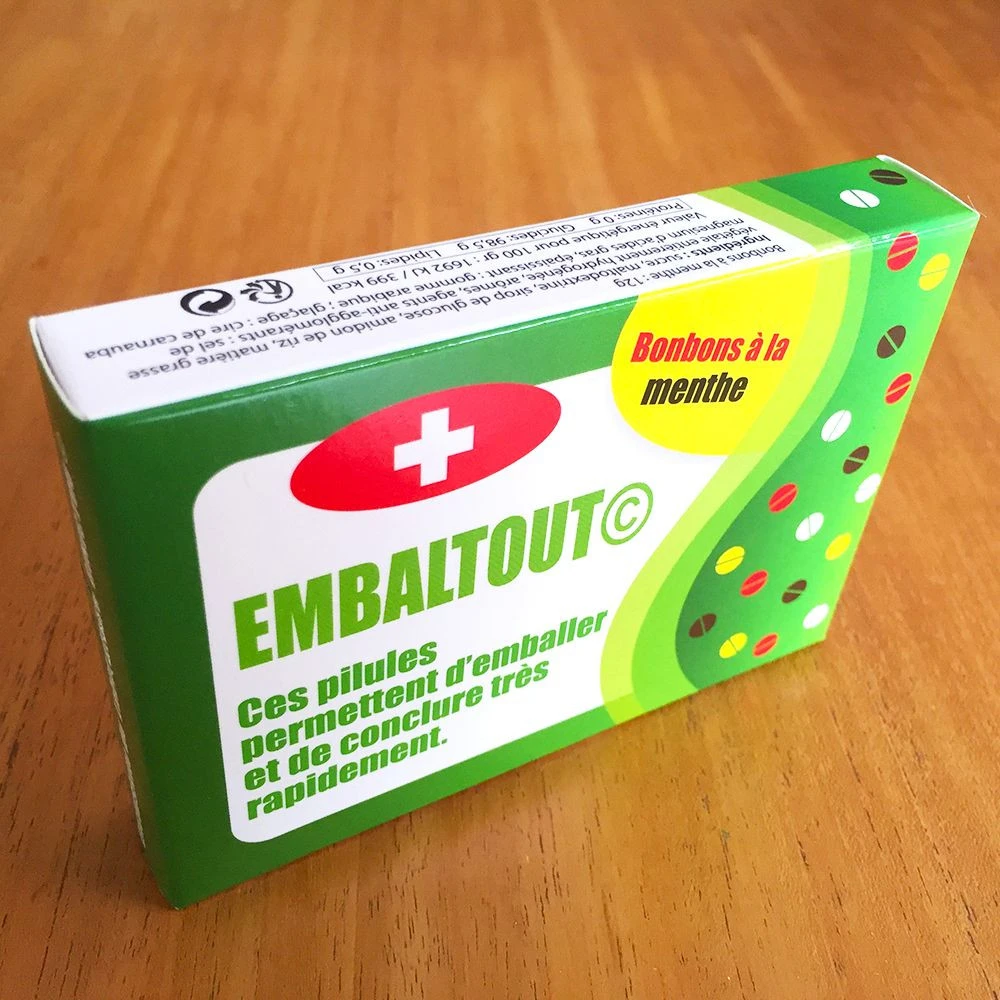 Bonbons à la menthe : 12g
Ingrédients : sucre, maltodextrine, sirop de glucose, amidon de riz, matière grasse
végétale entièrement hydrogénée, arômes, agents anti-agglomérants : sel de
magnesium d'acides gras, épaississant : gomme arabique ; glaçage : cire de carnauba
Valeur énergétique pour 100 gr : 1692 kJ / 399 kcal
Protéines: 0 g Glucides: 98,5 g Lipides: 0,5 g
Bonbons à la
menthe
EMBALTOUT©
Ces pilules
permettent d'emballer
et de conclure très
rapidement.